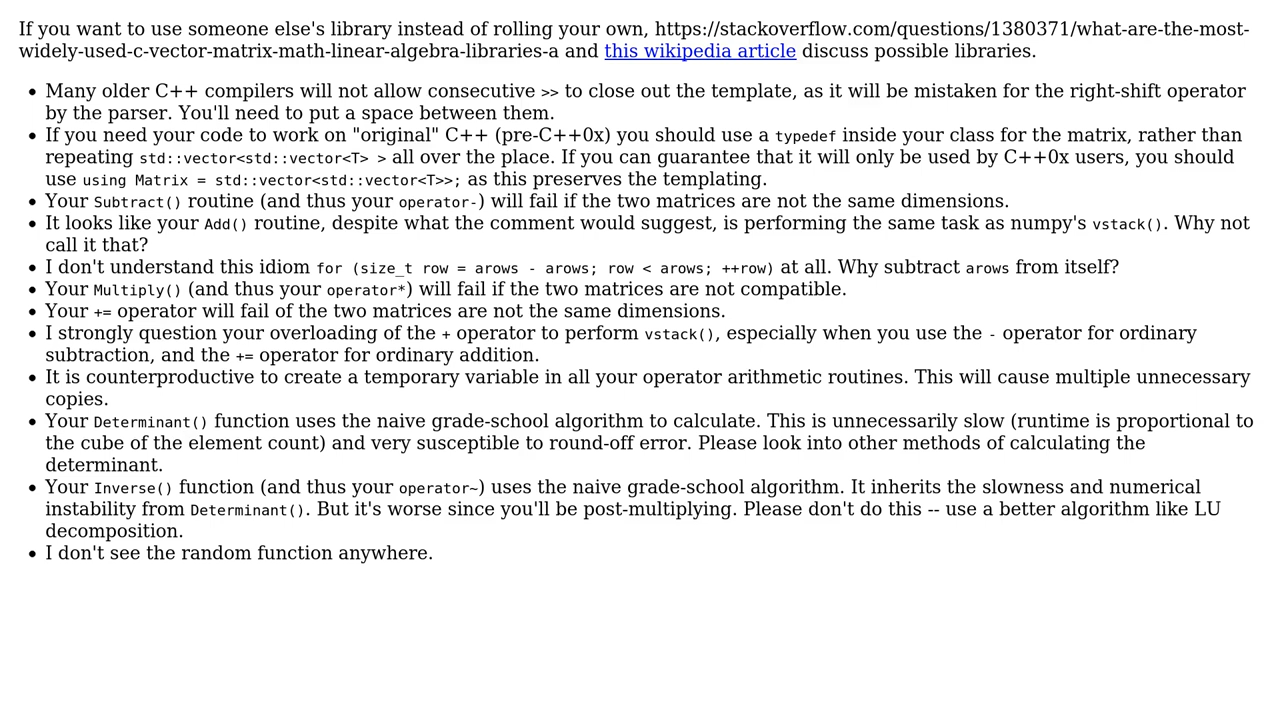 If you want to use someone else's library instead of rolling your own, https://stackoverflow.com/questions/1380371/what-are-the-most-
widely-used-c-vector-matrix-math-linear-algebra-libraries-a and this wikipedia article discuss possible libraries.
• Many older C++ compilers will not allow consecutive >> to close out the template, as it will be mistaken for the right-shift operator
by the parser. You'll need to put a space between them.
• If you need your code to work on "original" C++ (pre-C++0x) you should use a typedef inside your class for the matrix, rather than
repeating std::vector<std::vector<T> > all over the place. If you can guarantee that it will only be used by C++0x users, you should
use using Matrix = std::vector<std::vector<T>>; as this preserves the templating.
• Your Subtract() routine (and thus your operator-) will fail if the two matrices are not the same dimensions.
• It looks like your Add() routine, despite what the comment would suggest, is performing the same task as numpy's vstack(). Why not
call it that?
• I don't understand this idiom for (size_t row = arows - arows; row < arows; ++row) at all. Why subtract arows from itself?
• Your Multiply() (and thus your operator*) will fail if the two matrices are not compatible.
• Your += operator will fail of the two matrices are not the same dimensions.
• I strongly question your overloading of the + operator to perform vstack(), especially when you use the - operator for ordinary
subtraction, and the += operator for ordinary addition.
• It is counterproductive to create a temporary variable in all your operator arithmetic routines. This will cause multiple unnecessary
copies.
• Your Determinant() function uses the naive grade-school algorithm to calculate. This is unnecessarily slow (runtime is proportional to
the cube of the element count) and very susceptible to round-off error. Please look into other methods of calculating the
determinant.
• Your Inverse() function (and thus your operator~) uses the naive grade-school algorithm. It inherits the slowness and numerical
instability from Determinant(). But it's worse since you'll be post-multiplying. Please don't do this -- use a better algorithm like LU
decomposition.
• I don't see the random function anywhere.